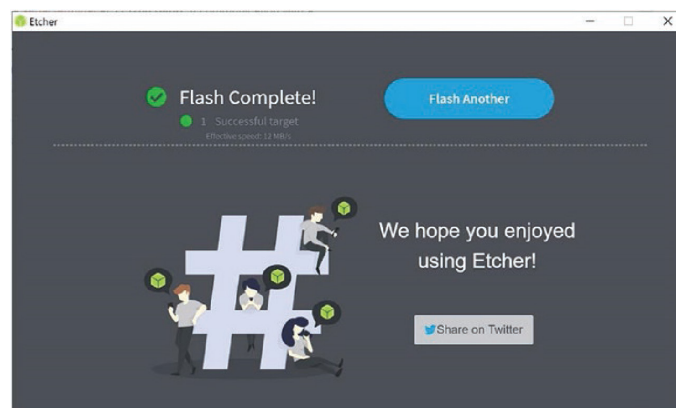 Etcher
Flash Complete!
Flash Another
1 Successful target
Effective speed: 12 MB/s
We hope you enjoyed
using Etcher!
Share on Twitter